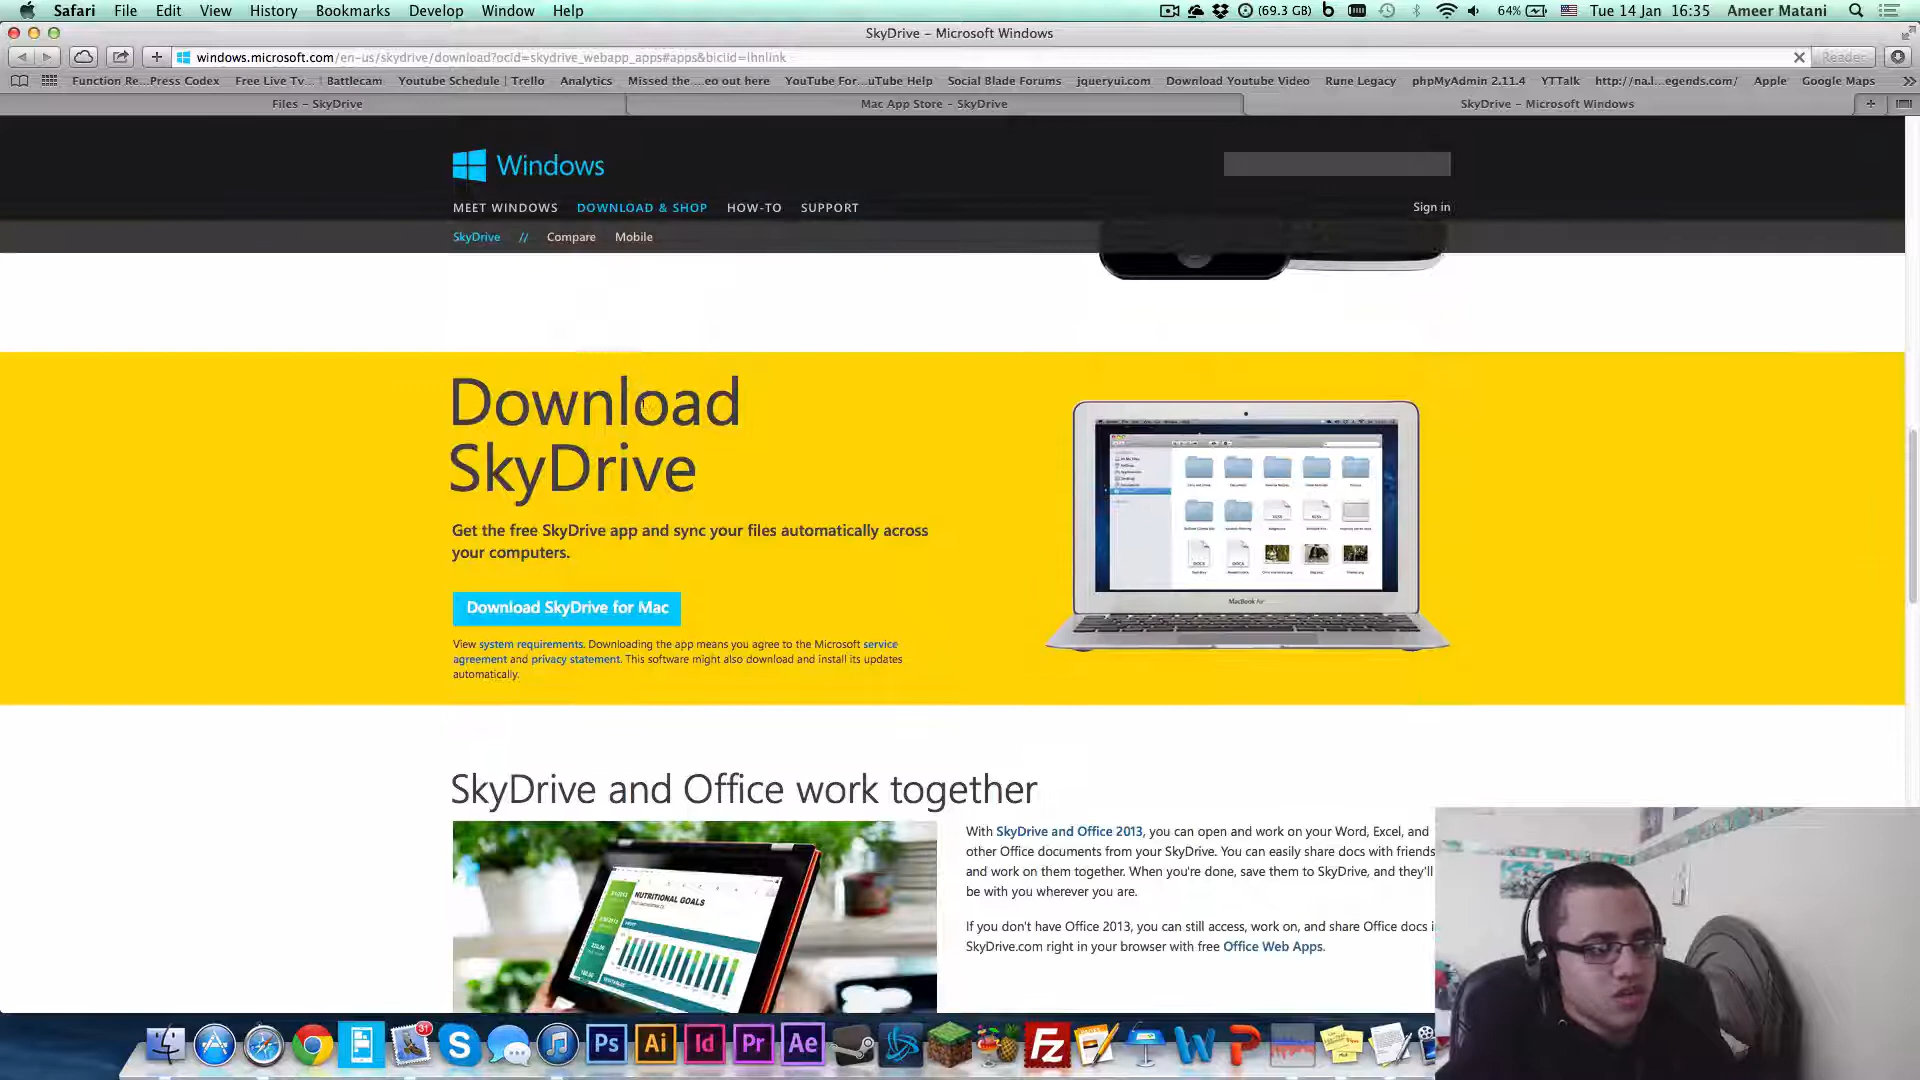 Safari File Edit View History Bookmarks Develop Window Help (69.3 GB) 64% Tue 14 Jan 16:35 Ameer Matani
SkyDrive – Microsoft Windows
windows.microsoft.com/en-us/skydrive/download?ocid=skydrive_webapp_apps#apps&biciid=lhnlink Reader
Function Re...Press Codex Free Live Tv... | Battlecam Youtube Schedule | Trello Analytics Missed the ...eo out here YouTube For...uTube Help Social Blade Forums jqueryui.com Download Youtube Video Rune Legacy phpMyAdmin 2.11.4 YTTalk http://na.l...egends.com/ Apple Google Maps
Files – SkyDrive Mac App Store – SkyDrive SkyDrive – Microsoft Windows
Windows
MEET WINDOWS DOWNLOAD & SHOP HOW-TO SUPPORT Sign in
SkyDrive // Compare Mobile
Download
SkyDrive
Get the free SkyDrive app and sync your files automatically across
your computers.
Download SkyDrive for Mac
View system requirements. Downloading the app means you agree to the Microsoft service
agreement and privacy statement. This software might also download and install its updates
automatically.
MacBook Air
SkyDrive and Office work together
With SkyDrive and Office 2013, you can open and work on your Word, Excel, and
other Office documents from your SkyDrive. You can easily share docs with friends
and work on them together. When you're done, save them to SkyDrive, and they'll
be with you wherever you are.
If you don't have Office 2013, you can still access, work on, and share Office docs
SkyDrive.com right in your browser with free Office Web Apps.
NUTRITIONAL GOALS
31
Ps Ai Id Pr Ae Fz